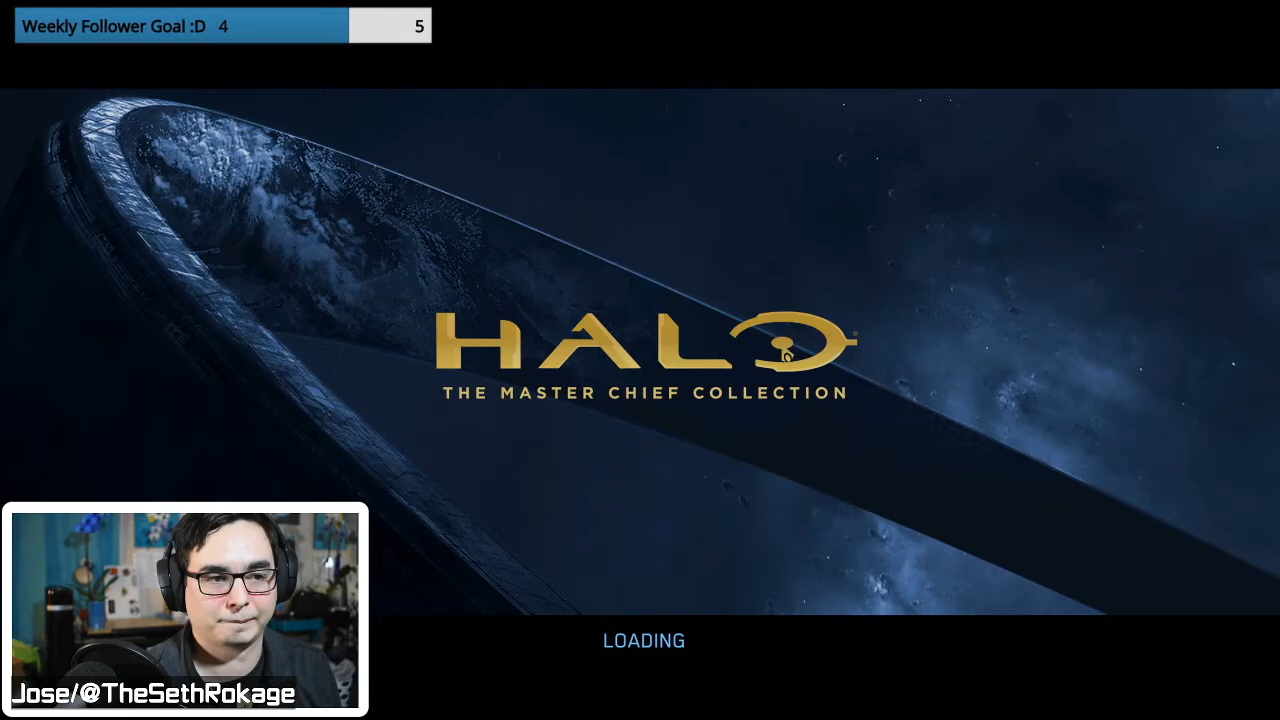 Weekly Follower Goal :D 4
5
HALO
THE MASTER CHIEF COLLECTION
LOADING
Jose/@TheSethRokage